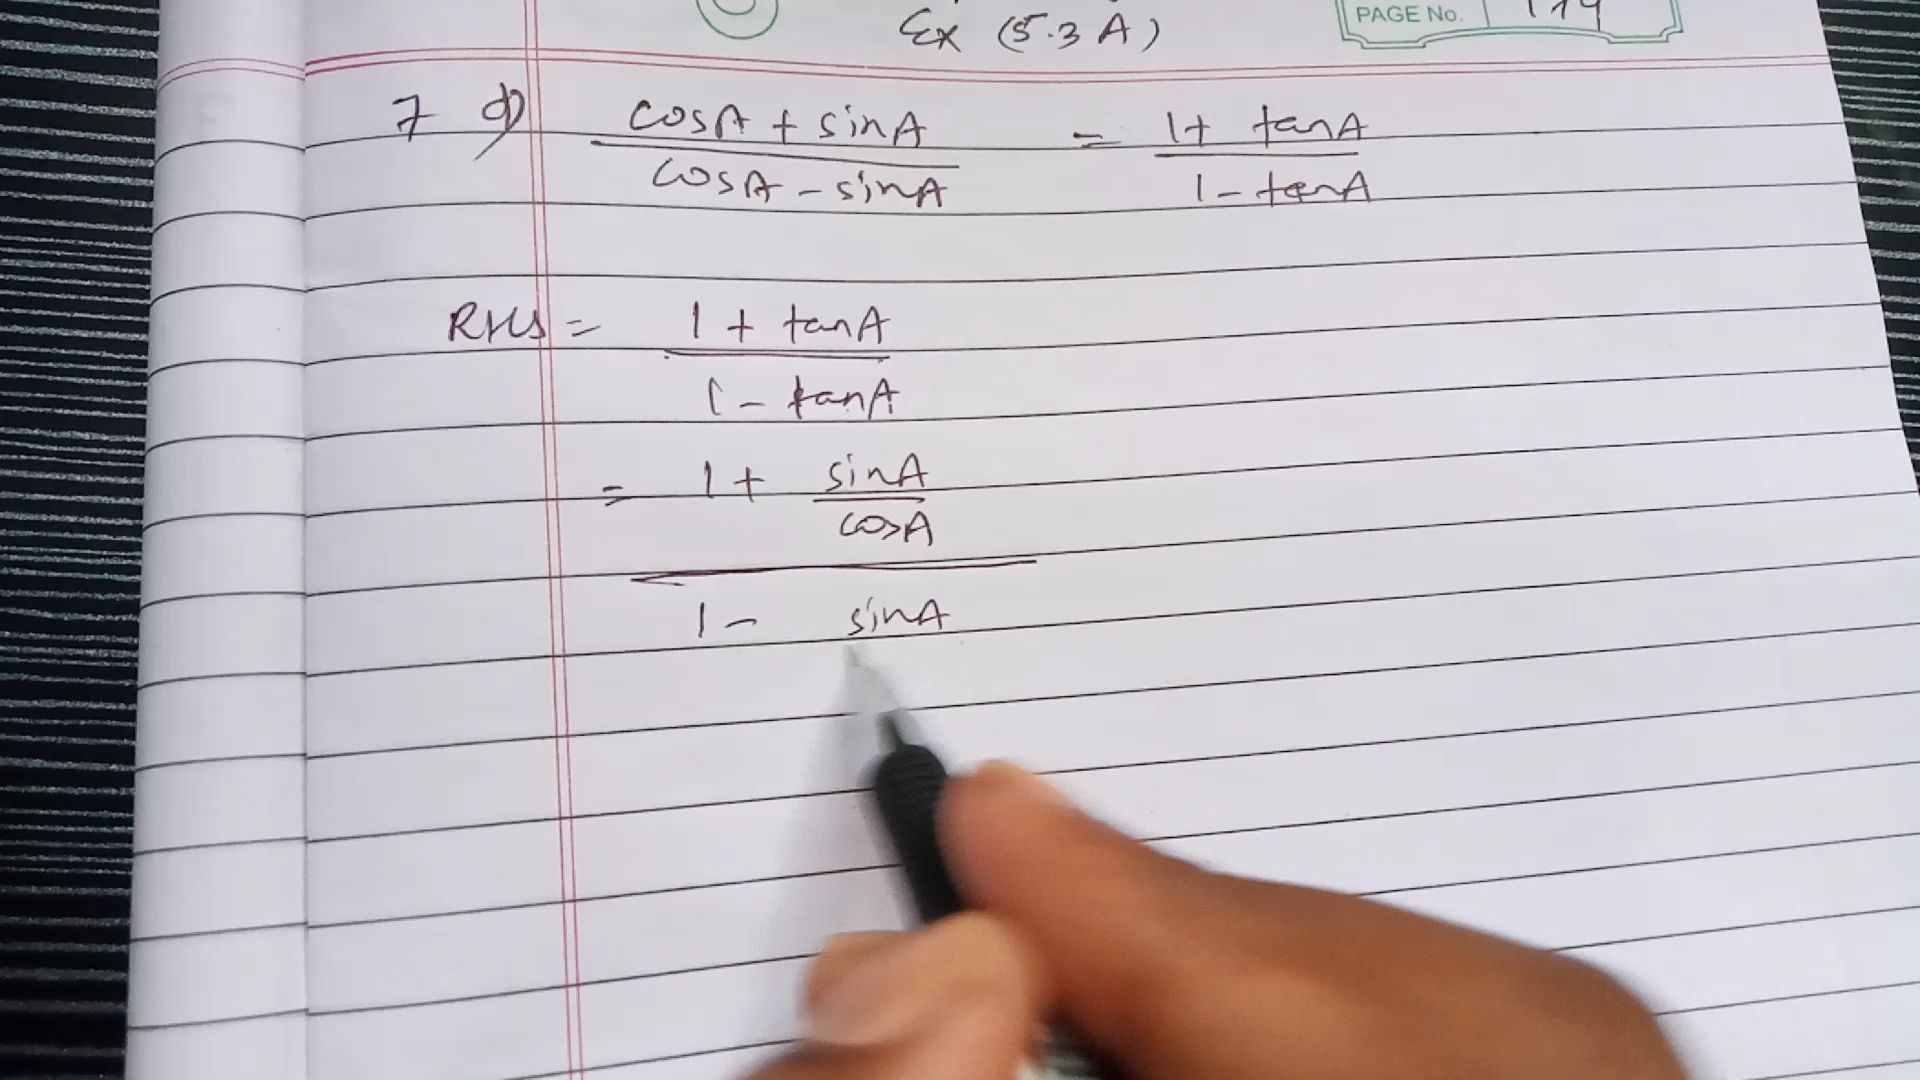 Ex (5.3 A)
PAGE No.
7 d)
cosA + sinA = 1 + tanA
cosA - sinA 1 - tanA
RHS = 1 + tanA
1 - tanA
= 1 + sinA
cosA
1 - sinA